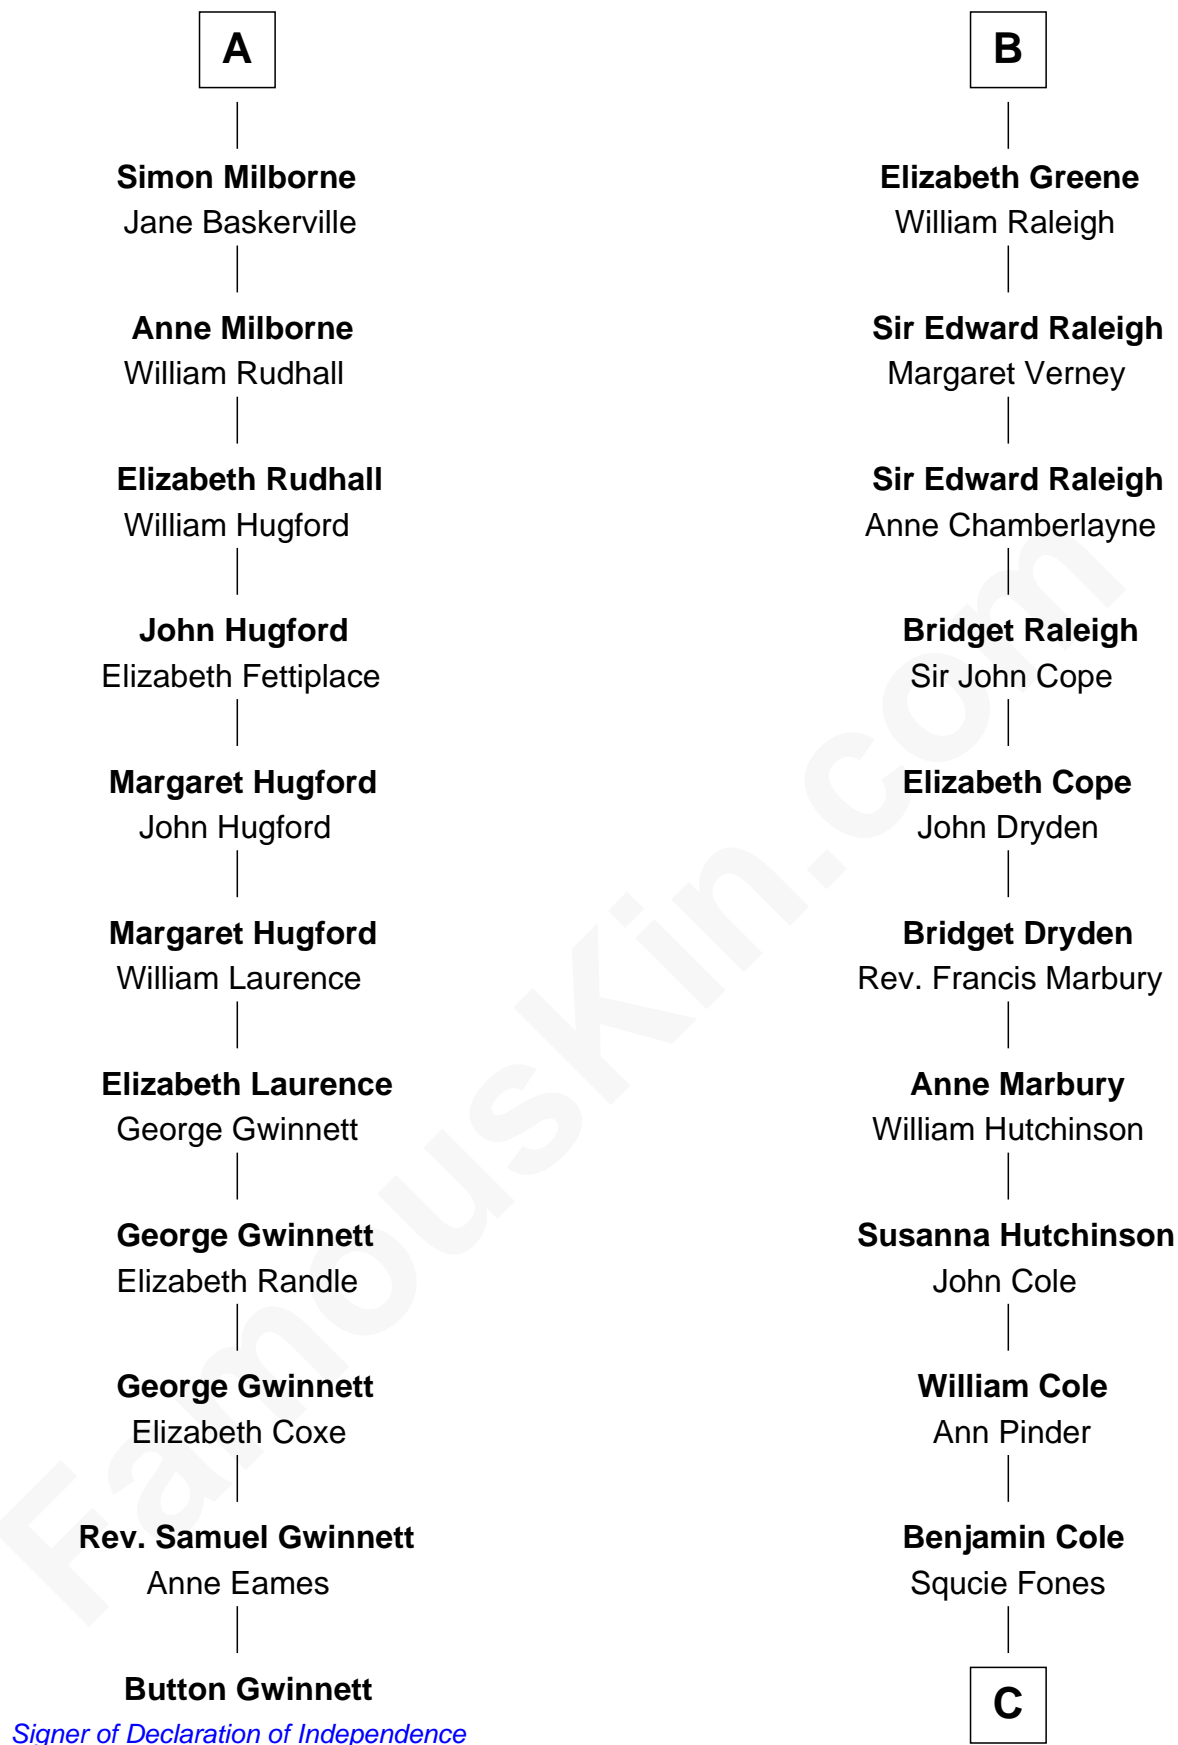 A
Simon Milborne
Jane Baskerville
Anne Milborne
William Rudhall
Elizabeth Rudhall
William Hugford
John Hugford
Elizabeth Fettiplace
Margaret Hugford
John Hugford
Margaret Hugford
William Laurence
Elizabeth Laurence
George Gwinnett
George Gwinnett
Elizabeth Randle
George Gwinnett
Elizabeth Coxe
Rev. Samuel Gwinnett
Anne Eames
Button Gwinnett
Signer of Declaration of Independence
B
Elizabeth Greene
William Raleigh
Sir Edward Raleigh
Margaret Verney
Sir Edward Raleigh
Anne Chamberlayne
Bridget Raleigh
Sir John Cope
Elizabeth Cope
John Dryden
Bridget Dryden
Rev. Francis Marbury
Anne Marbury
William Hutchinson
Susanna Hutchinson
John Cole
William Cole
Ann Pinder
Benjamin Cole
Squcie Fones
C
FamousKin.com